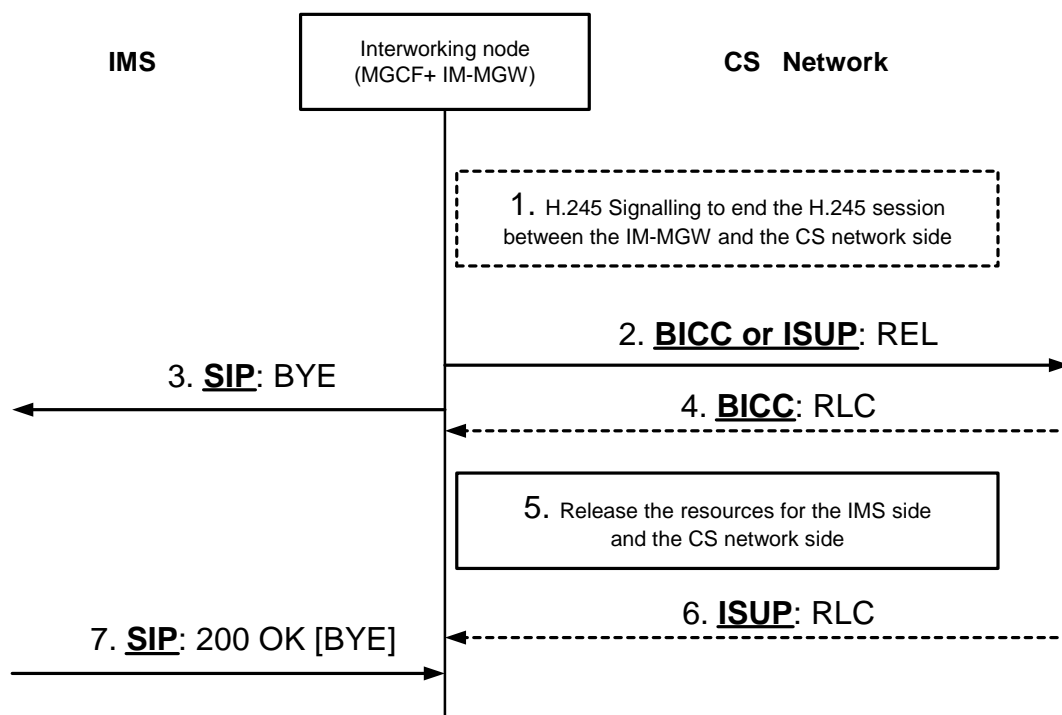 IMS
Interworking node
(MGCF+ IM-MGW)
CS Network
1. H.245 Signalling to end the H.245 session
between the IM-MGW and the CS network side
2. BICC or ISUP: REL
3. SIP: BYE
4. BICC: RLC
5. Release the resources for the IMS side
and the CS network side
6. ISUP: RLC
7. SIP: 200 OK [BYE]